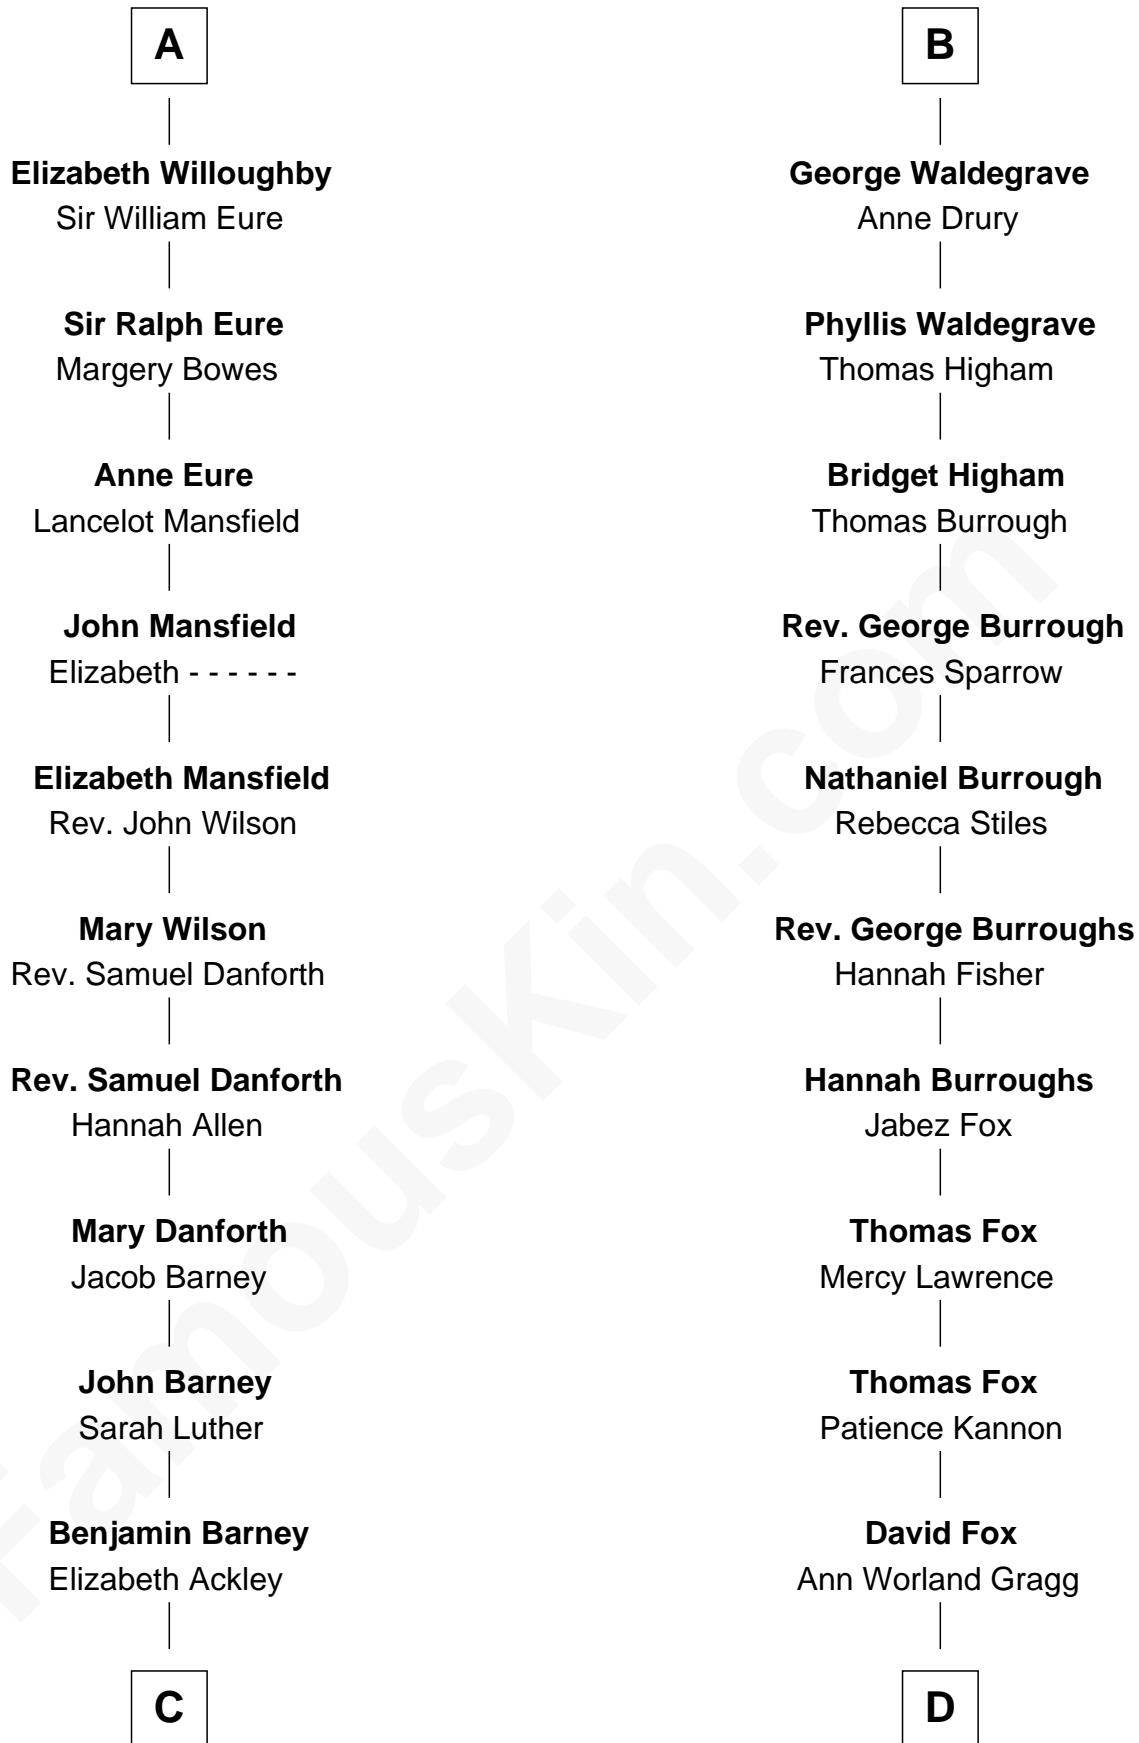 A
Elizabeth Willoughby
Sir William Eure
Sir Ralph Eure
Margery Bowes
Anne Eure
Lancelot Mansfield
John Mansfield
Elizabeth - - - - - -
Elizabeth Mansfield
Rev. John Wilson
Mary Wilson
Rev. Samuel Danforth
Rev. Samuel Danforth
Hannah Allen
Mary Danforth
Jacob Barney
John Barney
Sarah Luther
Benjamin Barney
Elizabeth Ackley
C
B
George Waldegrave
Anne Drury
Phyllis Waldegrave
Thomas Higham
Bridget Higham
Thomas Burrough
Rev. George Burrough
Frances Sparrow
Nathaniel Burrough
Rebecca Stiles
Rev. George Burroughs
Hannah Fisher
Hannah Burroughs
Jabez Fox
Thomas Fox
Mercy Lawrence
Thomas Fox
Patience Kannon
David Fox
Ann Worland Gragg
D
FamousKin.com